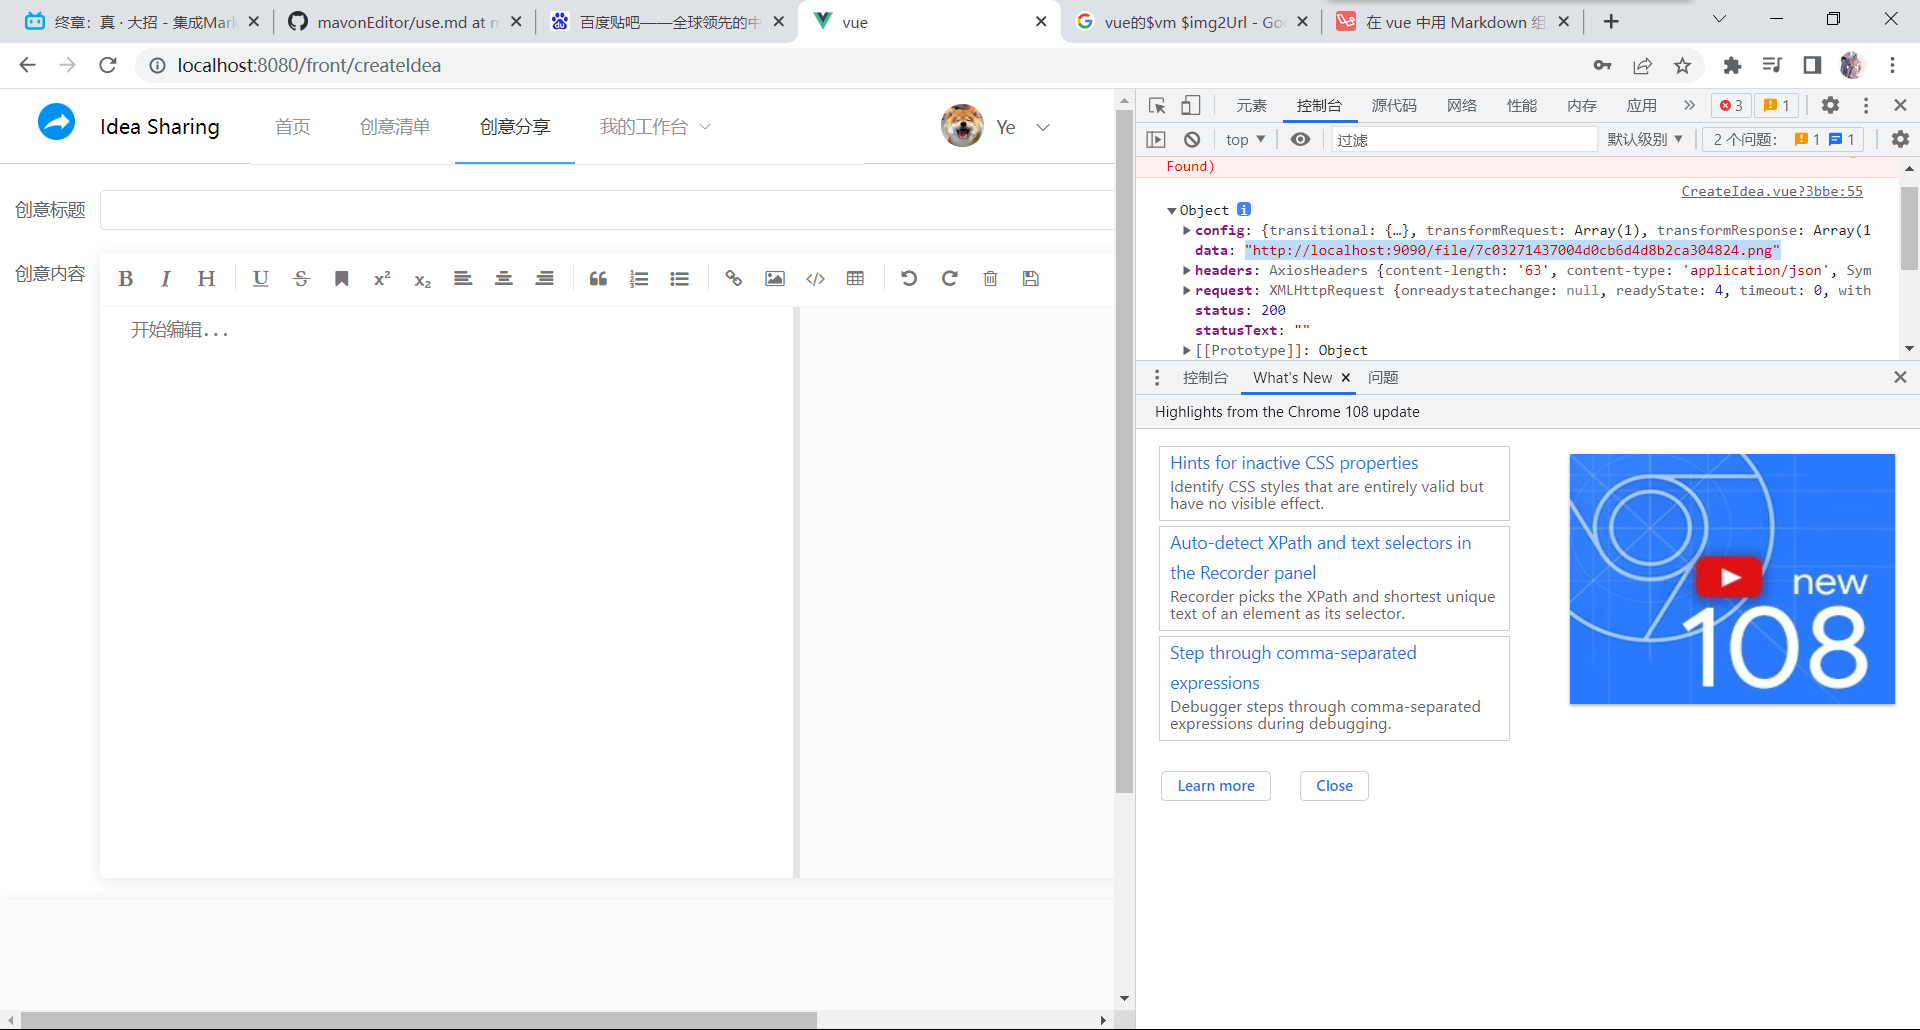 终章：真 · 大招 - 集成Mark
mavonEditor/use.md at m
百度贴吧——全球领先的中
vue
vue的$vm $img2Url - Goo
在 vue 中用 Markdown 组
localhost:8080/front/createIdea
Idea Sharing
首页
创意清单
创意分享
我的工作台
Ye
创意标题
创意内容
B I H U S x² x₂
开始编辑...
元素
控制台
源代码
网络
性能
内存
应用
3
1
top
过滤
默认级别
2 个问题：
1
1
Found)
CreateIdea.vue?3bbe:55
Object
config: {transitional: {…}, transformRequest: Array(1), transformResponse: Array(1
data: "http://localhost:9090/file/7c03271437004d0cb6d4d8b2ca304824.png"
headers: AxiosHeaders {content-length: '63', content-type: 'application/json', Sym
request: XMLHttpRequest {onreadystatechange: null, readyState: 4, timeout: 0, with
status: 200
statusText: ""
[[Prototype]]: Object
控制台
What's New
问题
Highlights from the Chrome 108 update
Hints for inactive CSS properties
Identify CSS styles that are entirely valid but
have no visible effect.
Auto-detect XPath and text selectors in
the Recorder panel
Recorder picks the XPath and shortest unique
text of an element as its selector.
Step through comma-separated
expressions
Debugger steps through comma-separated
expressions during debugging.
new
108
Learn more
Close